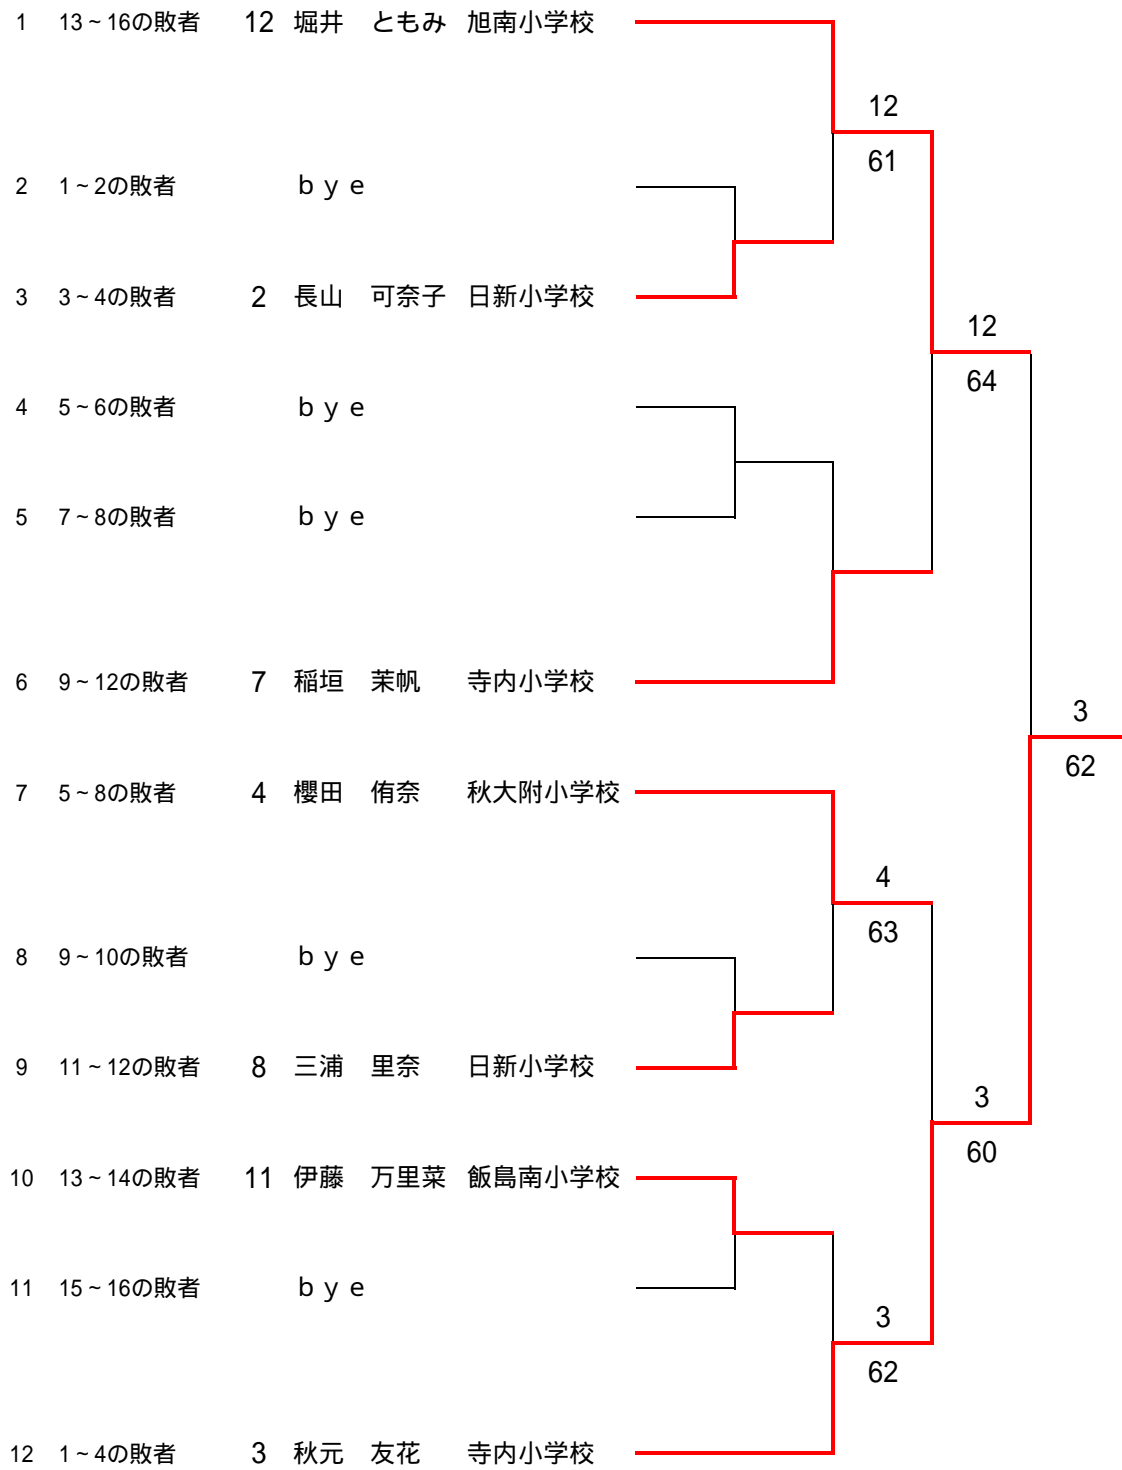 1 13~16の敗者 12 堀井 ともみ 旭南小学校
12
61
2 1~2の敗者 bye
3 3~4の敗者 2 長山 可奈子 日新小学校
12
64
4 5~6の敗者 bye
5 7~8の敗者 bye
6 9~12の敗者 7 稲垣 茉帆 寺内小学校
3
62
7 5~8の敗者 4 櫻田 侑奈 秋大附小学校
4
63
8 9~10の敗者 bye
9 11~12の敗者 8 三浦 里奈 日新小学校
3
60
10 13~14の敗者 11 伊藤 万里菜 飯島南小学校
11 15~16の敗者 bye
3
62
12 1~4の敗者 3 秋元 友花 寺内小学校